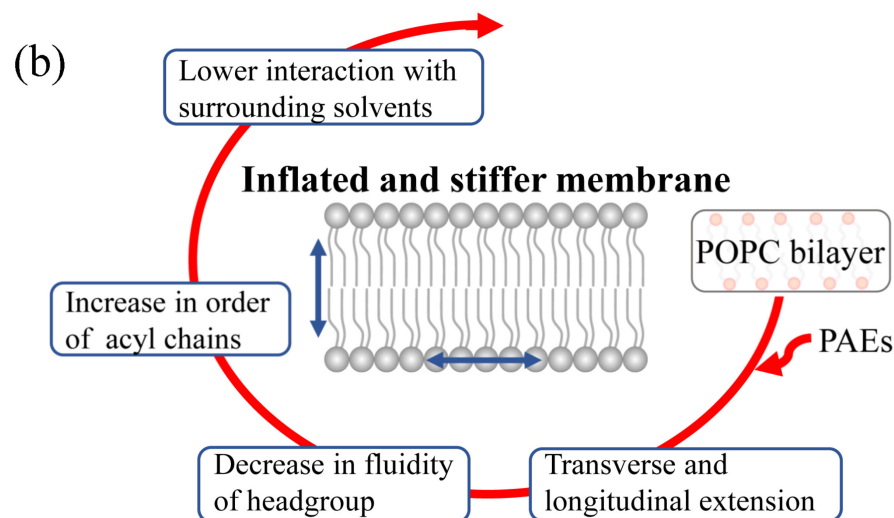 (b)
Lower interaction with
surrounding solvents
Inflated and stiffer membrane
POPC bilayer
Increase in order
of acyl chains
PAEs
Decrease in fluidity
of headgroup
Transverse and
longitudinal extension